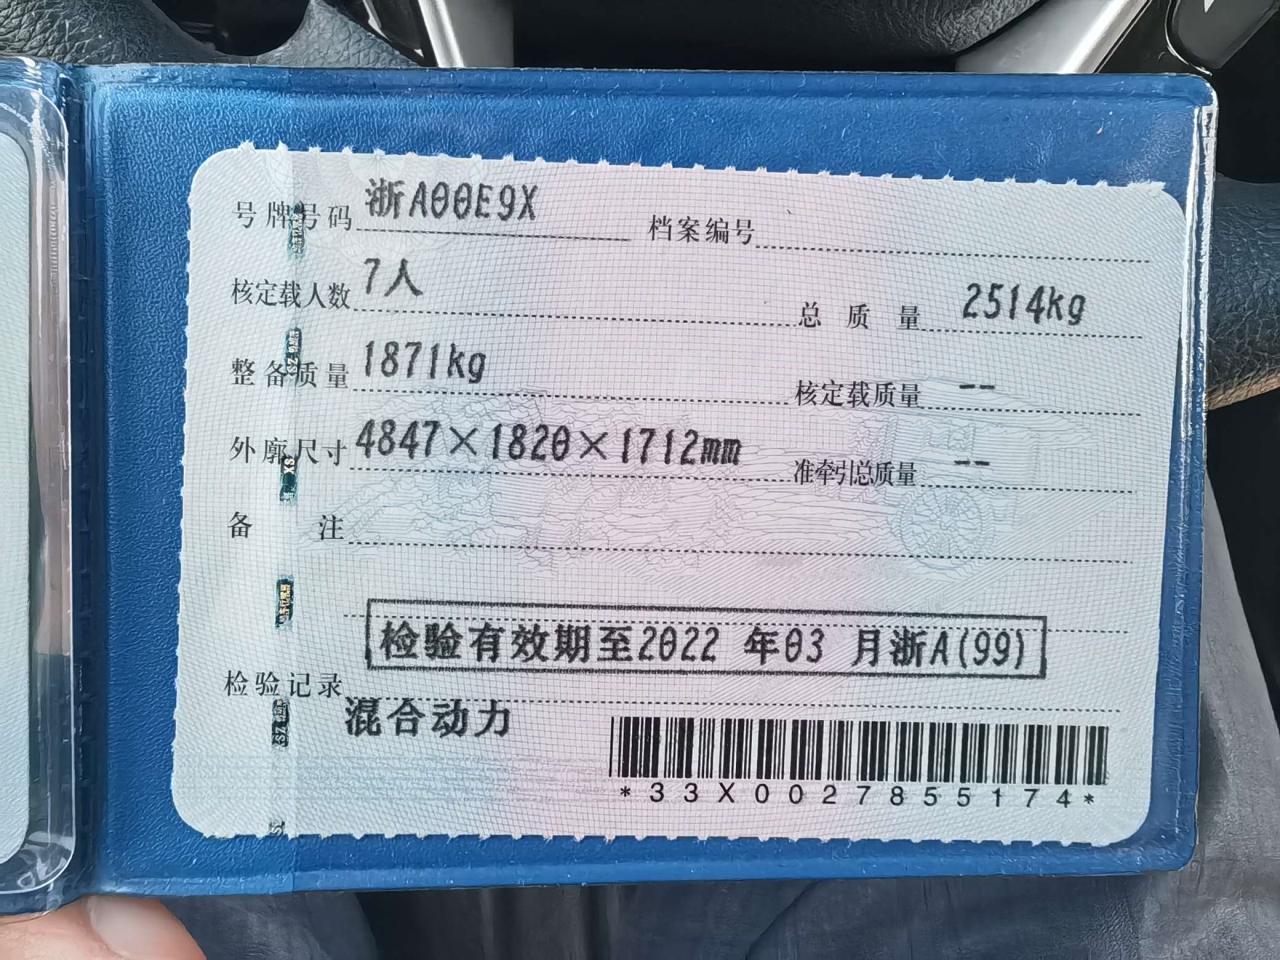 号牌号码 浙A00E9X 档案编号
核定载人数 7人 总质量 2514kg
整备质量 1871kg 核定载质量 --
外廓尺寸 4847×1820×1712mm 准牵引总质量 --
备注
检验有效期至2022 年03 月浙A(99)
检验记录
混合动力
*33X0027855174*